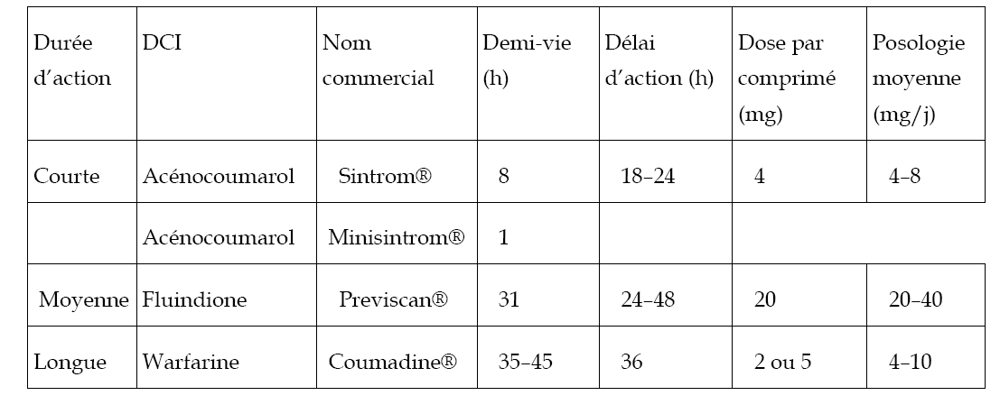 Durée d'action DCI Nom commercial Demi-vie (h) Délai d'action (h) Dose par comprimé (mg) Posologie moyenne (mg/j)
Courte Acénocoumarol Sintrom® 8 18–24 4 4–8
Acénocoumarol Minisintrom® 1
Moyenne Fluindione Previscan® 31 24–48 20 20–40
Longue Warfarine Coumadine® 35–45 36 2 ou 5 4–10